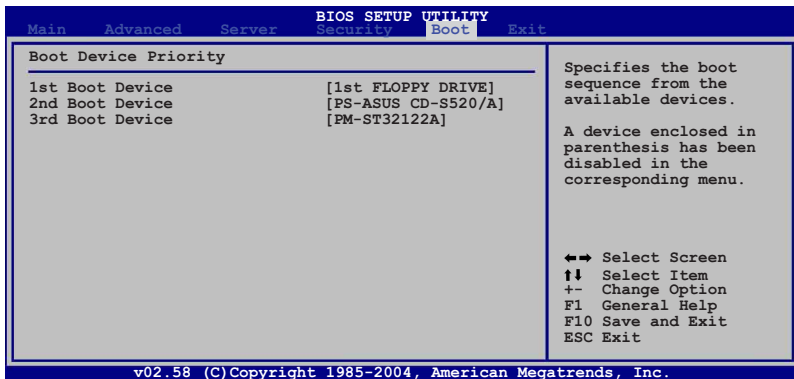 BIOS SETUP UTILITY
Main Advanced Server Security Boot Exit
Boot Device Priority
1st Boot Device [1st FLOPPY DRIVE]
2nd Boot Device [PS-ASUS CD-S520/A]
3rd Boot Device [PM-ST32122A]
Specifies the boot
sequence from the
available devices.
A device enclosed in
parenthesis has been
disabled in the
corresponding menu.
←→ Select Screen
↑↓ Select Item
+- Change Option
F1 General Help
F10 Save and Exit
ESC Exit
v02.58 (C)Copyright 1985-2004, American Megatrends, Inc.